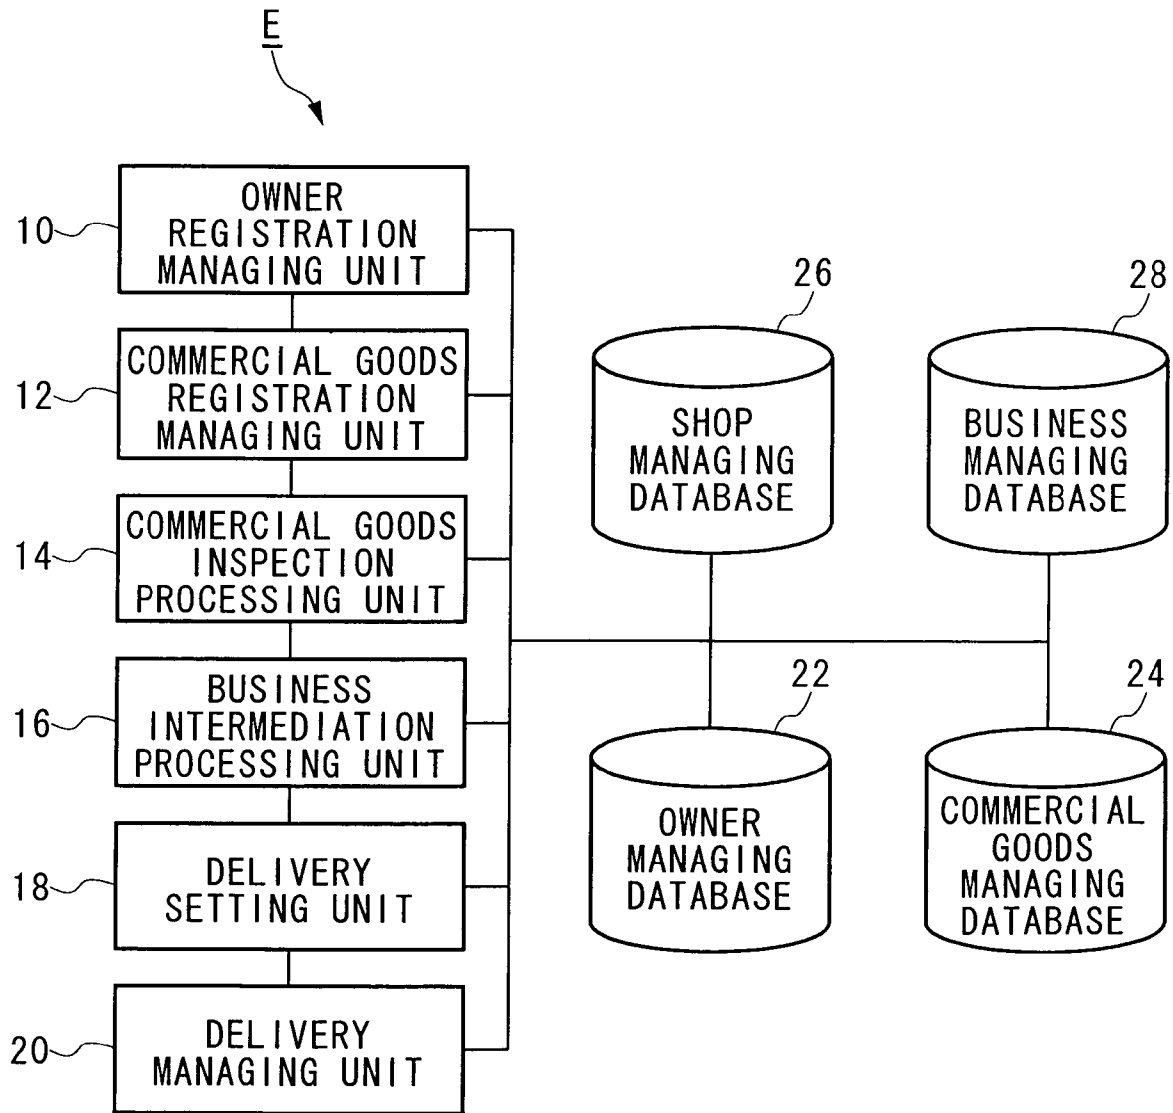 E
10
OWNER
REGISTRATION
MANAGING UNIT
12
COMMERCIAL GOODS
REGISTRATION
MANAGING UNIT
14
COMMERCIAL GOODS
INSPECTION
PROCESSING UNIT
16
BUSINESS
INTERMEDIATION
PROCESSING UNIT
18
DELIVERY
SETTING UNIT
20
DELIVERY
MANAGING UNIT
26
SHOP
MANAGING
DATABASE
28
BUSINESS
MANAGING
DATABASE
22
OWNER
MANAGING
DATABASE
24
COMMERCIAL
GOODS
MANAGING
DATABASE